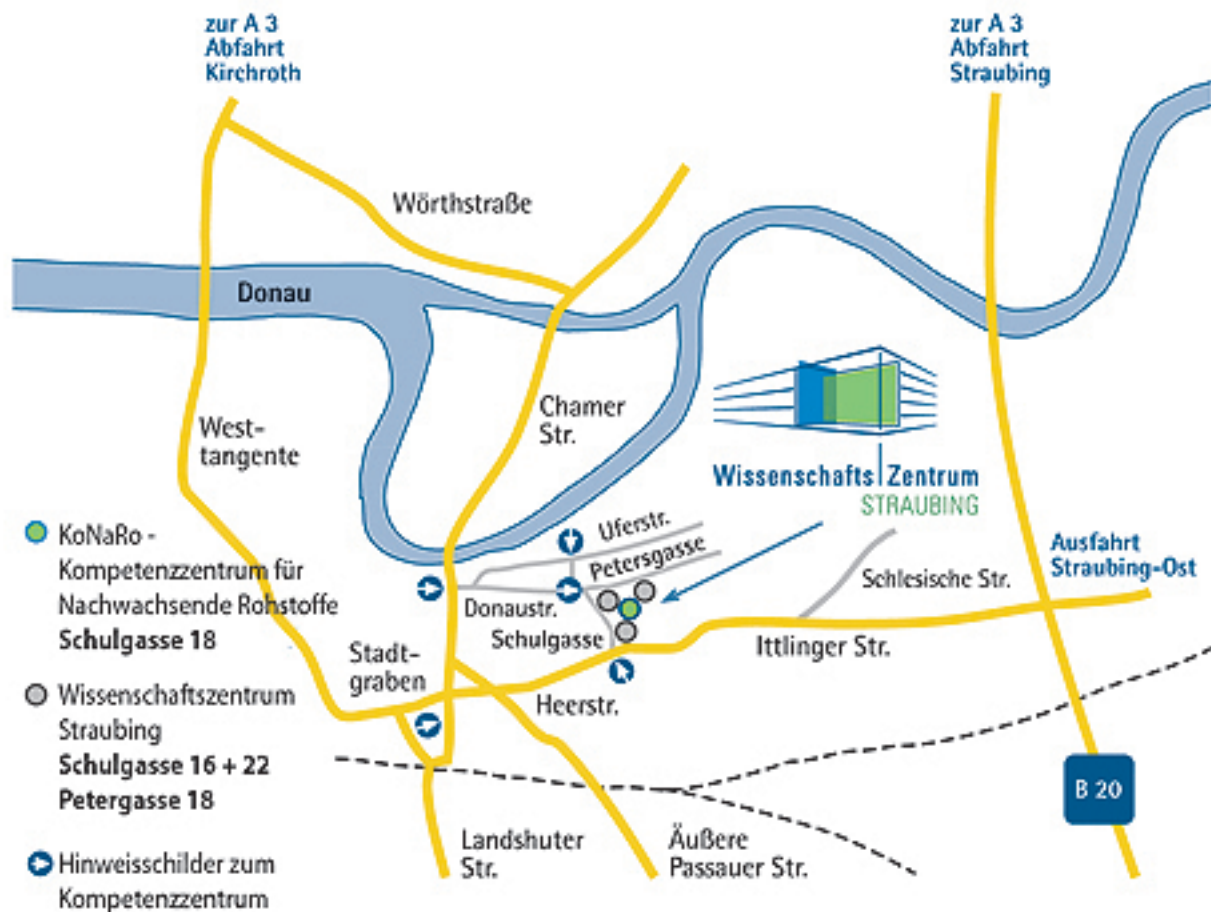 zur A 3
Abfahrt
Kirchroth
zur A 3
Abfahrt
Straubing
Wörthstraße
Donau
Chamer
Str.
West-
tangente
Wissenschafts Zentrum
STRAUBING
Uferstr.
Petersgasse
Ausfahrt
Straubing-Ost
Schlesische Str.
Donaustr.
Schulgasse
Ittlinger Str.
Stadt-
graben
Heerstr.
B 20
Landshuter
Str.
Äußere
Passauer Str.
KoNaRo -
Kompetenzzentrum für
Nachwachsende Rohstoffe
Schulgasse 18
Wissenschaftszentrum
Straubing
Schulgasse 16 + 22
Petergasse 18
Hinweisschilder zum
Kompetenzzentrum